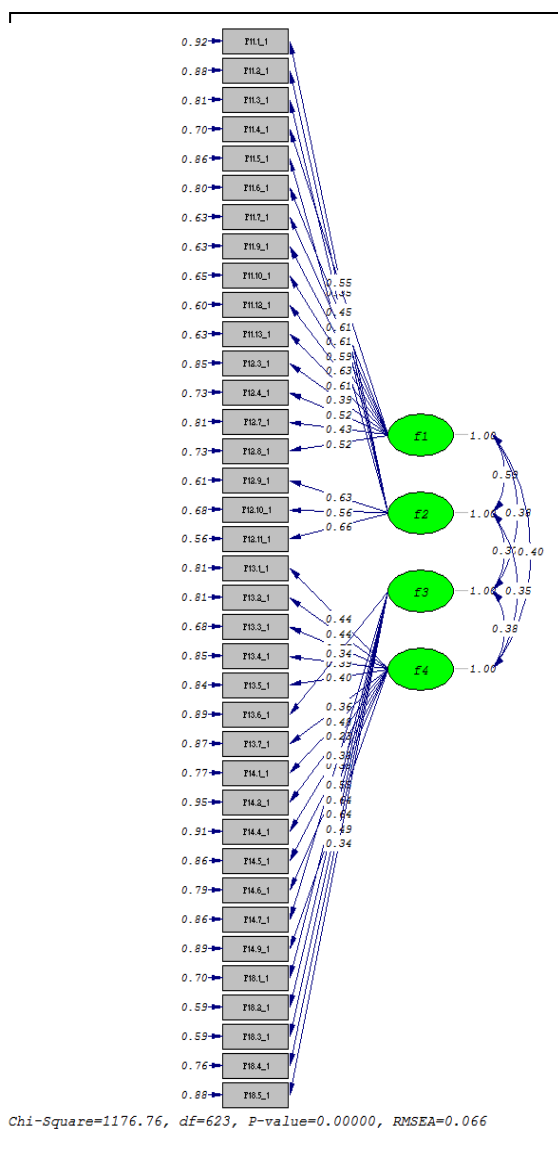 0.92 F11.1_1
0.88 F11.2_1
0.81 F11.3_1
0.70 F11.4_1
0.86 F11.5_1
0.80 F11.6_1
0.63 F11.7_1
0.63 F11.9_1
0.65 F11.10_1
0.60 F11.12_1
0.63 F11.13_1
0.85 F12.3_1
0.73 F12.4_1
0.81 F12.7_1
0.73 F12.8_1
0.61 F12.9_1
0.68 F12.10_1
0.56 F12.11_1
0.81 F13.1_1
0.81 F13.2_1
0.68 F13.3_1
0.85 F13.4_1
0.84 F13.5_1
0.89 F13.6_1
0.87 F13.7_1
0.77 F14.1_1
0.95 F14.2_1
0.91 F14.4_1
0.86 F14.5_1
0.79 F14.6_1
0.86 F14.7_1
0.89 F14.9_1
0.70 F18.1_1
0.59 F18.2_1
0.59 F18.3_1
0.76 F18.4_1
0.88 F18.5_1
0.55
0.45
0.61
0.61
0.59
0.63
0.61
0.39
0.52
0.43
0.52
0.63
0.56
0.66
0.44
0.44
0.34
0.40
0.36
0.64
0.49
0.34
f1 1.00
f2 1.00
f3 1.00
f4 1.00
0.40
0.35
0.38
Chi-Square=1176.76, df=623, P-value=0.00000, RMSEA=0.066